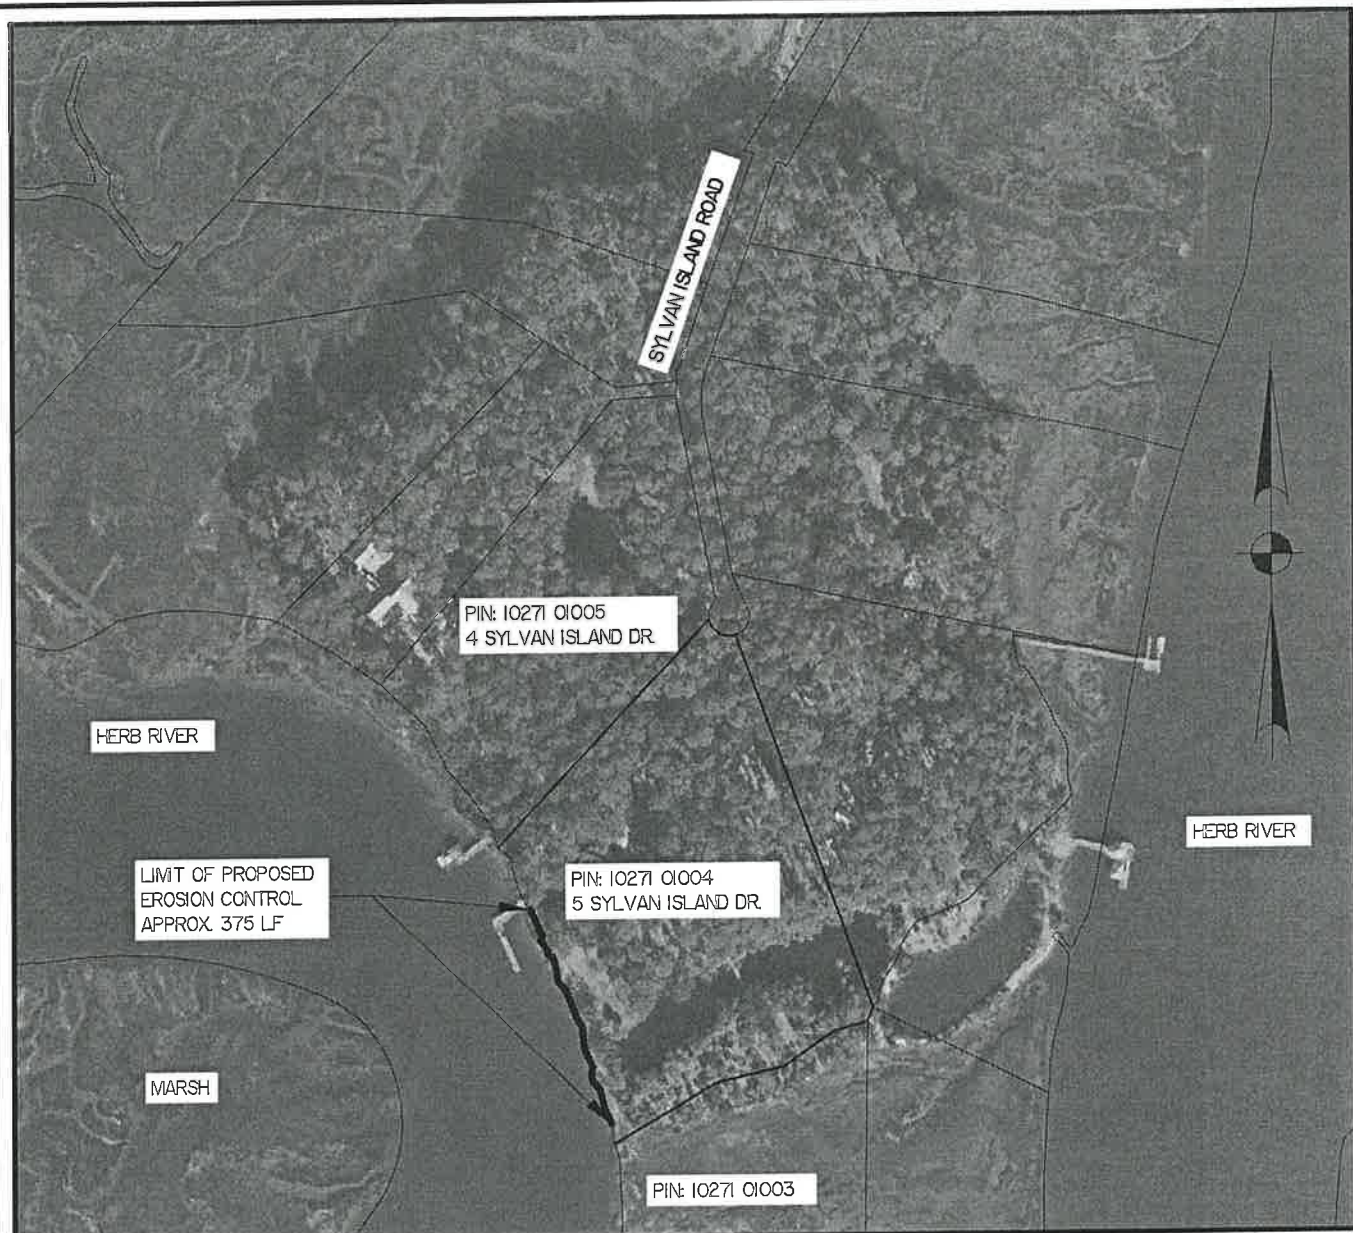 SYLVAN ISLAND ROAD
PIN: 10271 01005
4 SYLVAN ISLAND DR.
HERB RIVER
HERB RIVER
LIMIT OF PROPOSED
EROSION CONTROL
APPROX. 375 LF
PIN: 10271 01004
5 SYLVAN ISLAND DR.
MARSH
PIN: 10271 01003